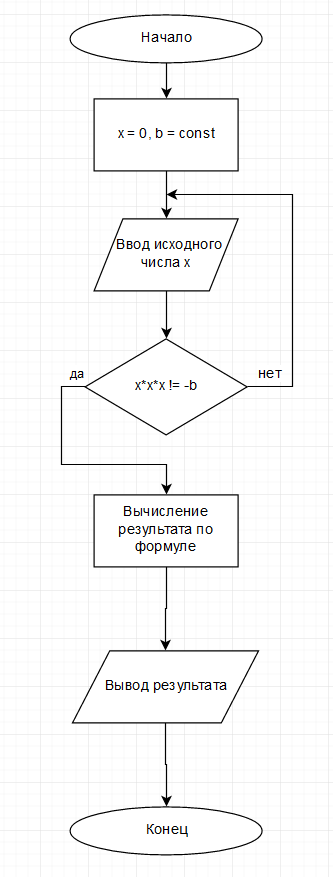 Начало
x = 0, b = const
Ввод исходного
числа x
x*x*x != -b
да
нет
Вычисление
результата по
формуле
Вывод результата
Конец